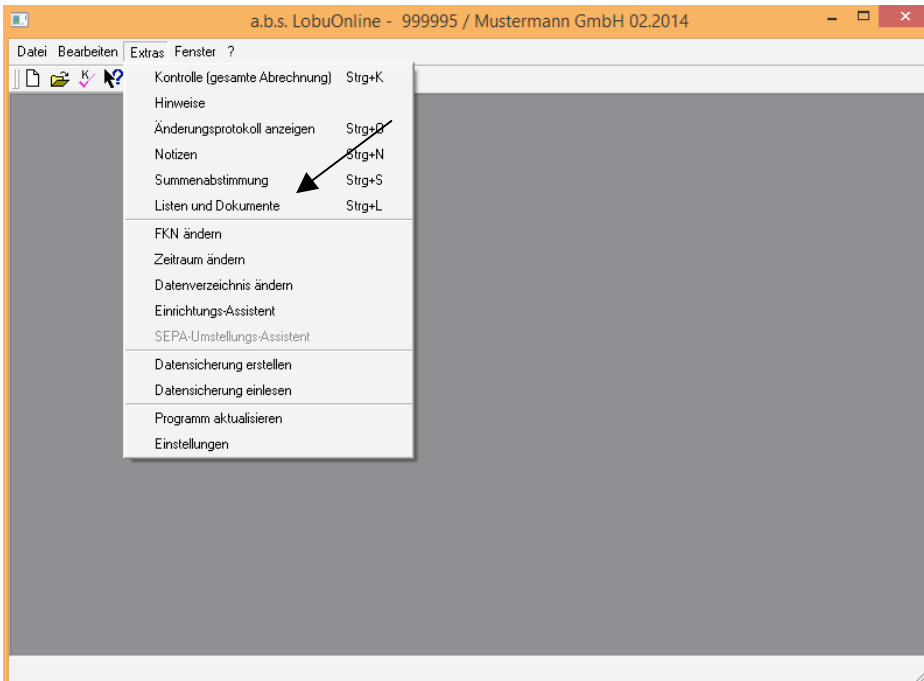 a.b.s. LobuOnline - 999995 / Mustermann GmbH 02.2014
Datei Bearbeiten Extras Fenster ?
K
Kontrolle (gesamte Abrechnung) Strg+K
Hinweise
Änderungsprotokoll anzeigen Strg+O
Notizen Strg+N
Summenabstimmung Strg+S
Listen und Dokumente Strg+L
FKN ändern
Zeitraum ändern
Datenverzeichnis ändern
Einrichtungs-Assistent
SEPA-Umstellungs-Assistent
Datensicherung erstellen
Datensicherung einlesen
Programm aktualisieren
Einstellungen